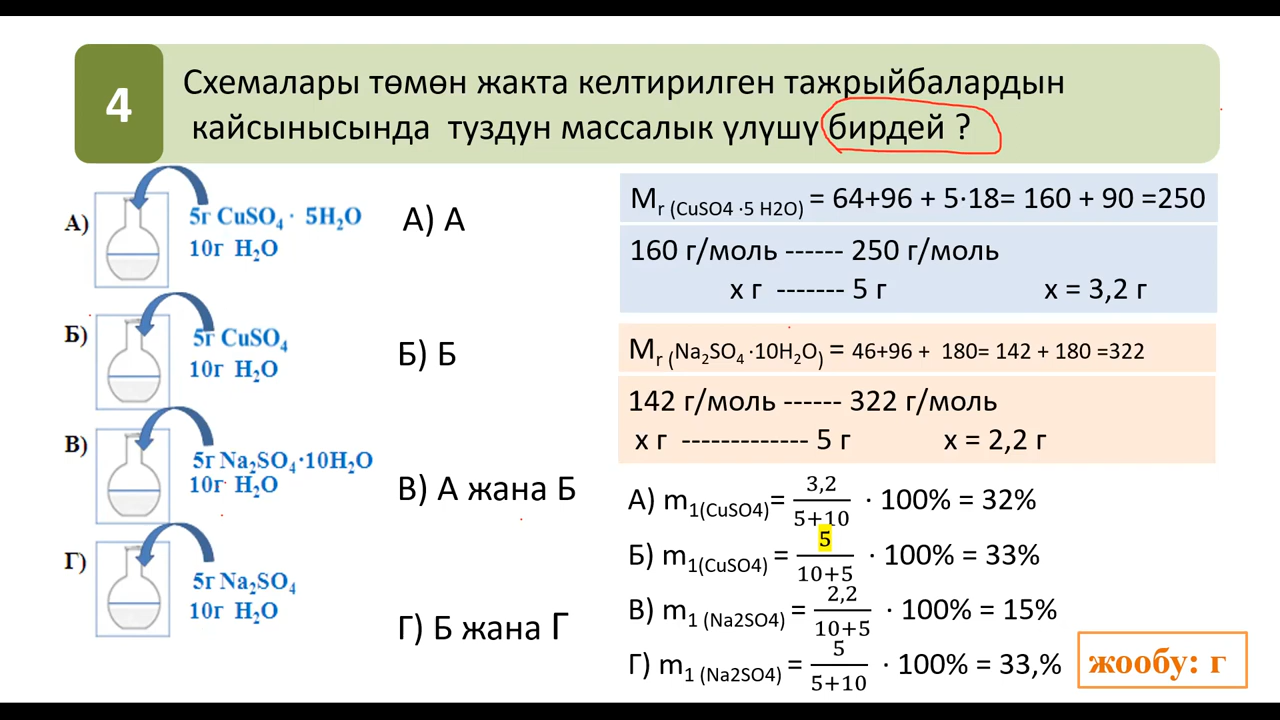 4
Схемалары төмөн жакта келтирилген тажрыйбалардын
кайсынысында туздун массалык үлүшү бирдей ?
А)
5г CuSO₄ · 5H₂O
10г H₂O
Б)
5г CuSO₄
10г H₂O
В)
5г Na₂SO₄·10H₂O
10г H₂O
Г)
5г Na₂SO₄
10г H₂O
А) А
Б) Б
В) А жана Б
Г) Б жана Г
Mr (CuSO4 ·5 H2O) = 64+96 + 5·18= 160 + 90 =250
160 г/моль ------ 250 г/моль
х г ------- 5 г х = 3,2 г
Mr (Na₂SO₄ ·10H₂O) = 46+96 + 180= 142 + 180 =322
142 г/моль ------ 322 г/моль
х г ------------- 5 г х = 2,2 г
А) m1(CuSO4)= 3,2/5+10 · 100% = 32%
Б) m1(CuSO4) = 5/10+5 · 100% = 33%
В) m1 (Na2SO4) = 2,2/10+5 · 100% = 15%
Г) m1 (Na2SO4) = 5/5+10 · 100% = 33,%
жообу: г